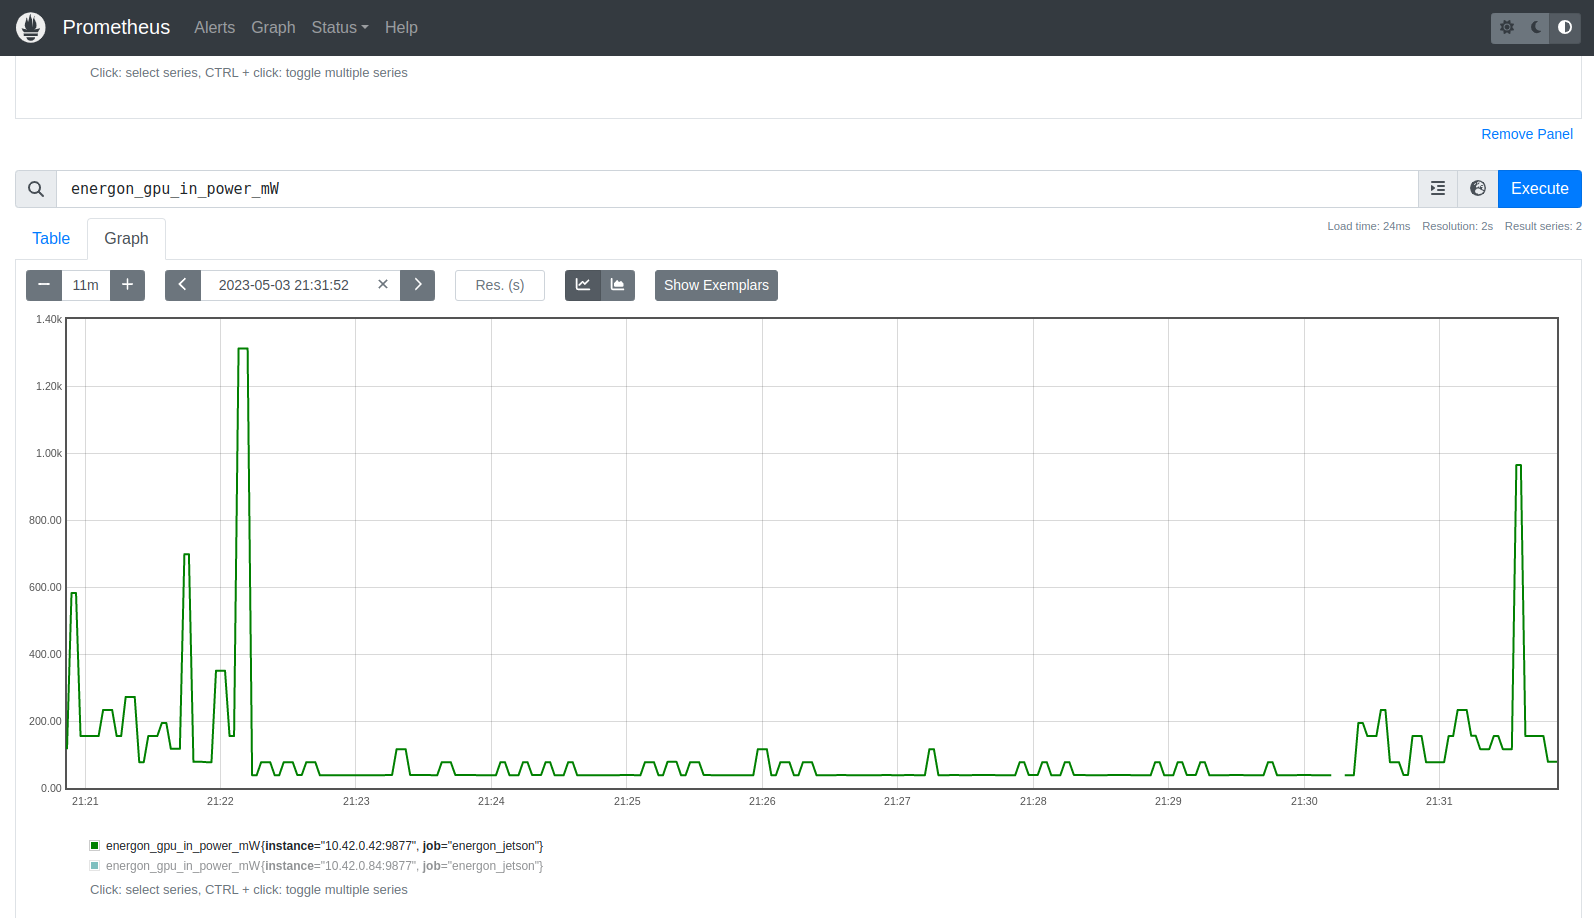 Prometheus Alerts Graph Status Help
Click: select series, CTRL + click: toggle multiple series
Remove Panel
energon_gpu_in_power_mW Execute
Table Graph Load time: 24ms Resolution: 2s Result series: 2
11m 2023-05-03 21:31:52 Res. (s) Show Exemplars
1.40k
1.20k
1.00k
800.00
600.00
400.00
200.00
0.00
21:21 21:22 21:23 21:24 21:25 21:26 21:27 21:28 21:29 21:30 21:31
energon_gpu_in_power_mW{instance="10.42.0.42:9877", job="energon_jetson"}
energon_gpu_in_power_mW{instance="10.42.0.84:9877", job="energon_jetson"}
Click: select series, CTRL + click: toggle multiple series